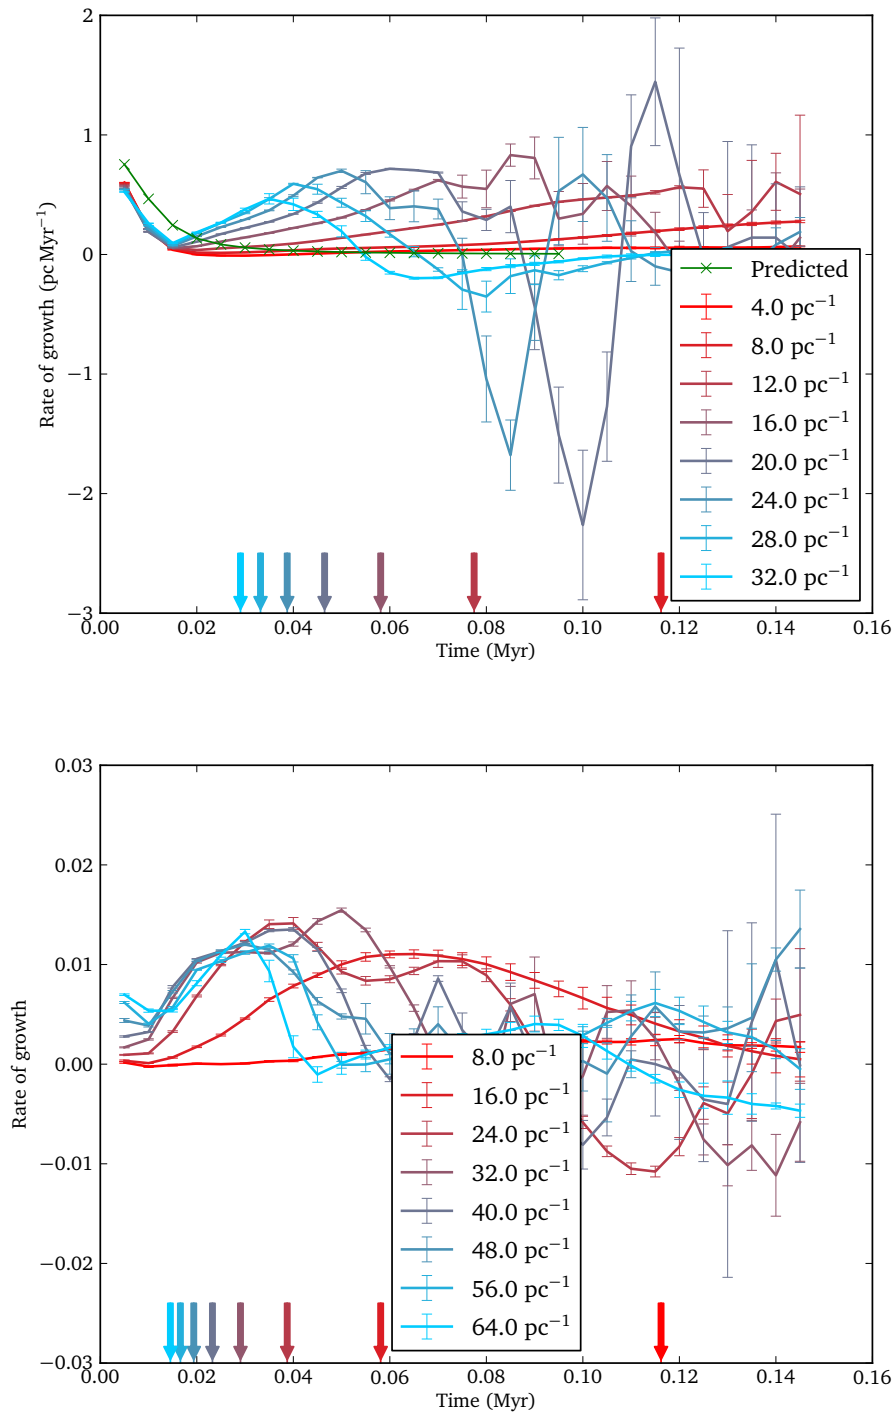 2
1
0
−1
−2
−3
Rate of growth (pc Myr⁻¹)
0.00
0.02
0.04
0.06
0.08
0.10
0.12
0.14
0.16
Time (Myr)
Predicted
4.0 pc⁻¹
8.0 pc⁻¹
12.0 pc⁻¹
16.0 pc⁻¹
20.0 pc⁻¹
24.0 pc⁻¹
28.0 pc⁻¹
32.0 pc⁻¹
0.03
0.02
0.01
0.00
−0.01
−0.02
−0.03
Rate of growth
0.00
0.02
0.04
0.06
0.08
0.10
0.12
0.14
0.16
Time (Myr)
8.0 pc⁻¹
16.0 pc⁻¹
24.0 pc⁻¹
32.0 pc⁻¹
40.0 pc⁻¹
48.0 pc⁻¹
56.0 pc⁻¹
64.0 pc⁻¹